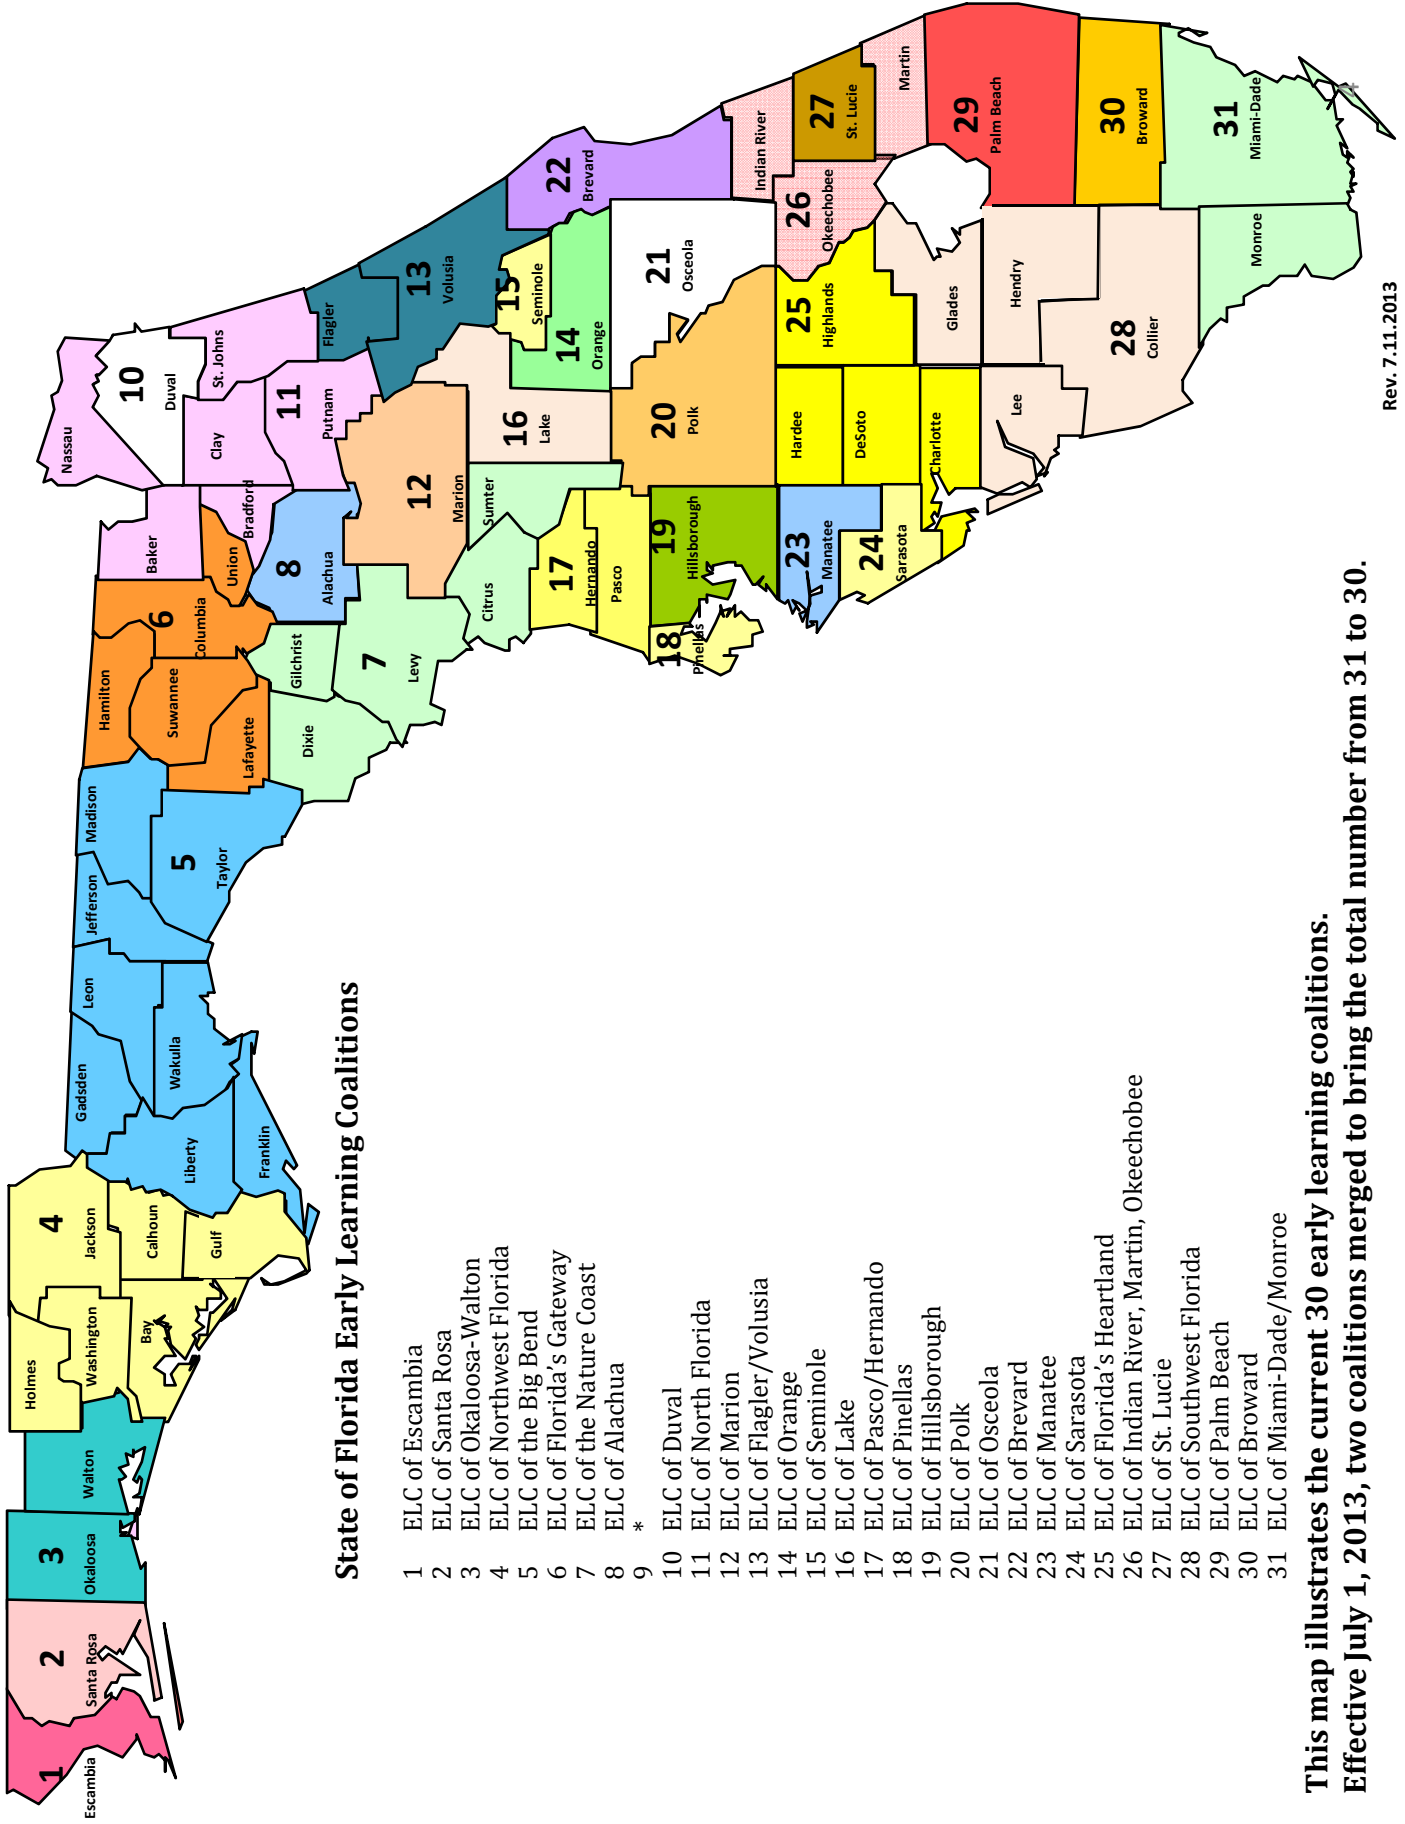 1
Escambia
2
Santa Rosa
3
Okaloosa
Walton
Holmes
Washington
Bay
4
Jackson
Calhoun
Gulf
Gadsden
Liberty
Franklin
Leon
Wakulla
Jefferson
Madison
5
Taylor
Hamilton
Suwannee
Lafayette
6
Columbia
Union
Baker
Bradford
Nassau
10
Duval
Clay
St. Johns
11
Putnam
Dixie
Gilchrist
7
Levy
8
Alachua
12
Marion
Citrus
Sumter
Flagler
13
Volusia
16
Lake
15
Seminole
14
Orange
17
Hernando
Pasco
18
Pinellas
19
Hillsborough
20
Polk
21
Osceola
22
Brevard
23
Manatee
24
Sarasota
Hardee
DeSoto
Charlotte
25
Highlands
26
Okeechobee
Indian River
27
St. Lucie
Martin
Glades
Hendry
Lee
28
Collier
29
Palm Beach
30
Broward
31
Miami-Dade
Monroe
4
State of Florida Early Learning Coalitions
1 ELC of Escambia
2 ELC of Santa Rosa
3 ELC of Okaloosa-Walton
4 ELC of Northwest Florida
5 ELC of the Big Bend
6 ELC of Florida’s Gateway
7 ELC of the Nature Coast
8 ELC of Alachua
9 *
10 ELC of Duval
11 ELC of North Florida
12 ELC of Marion
13 ELC of Flagler/Volusia
14 ELC of Orange
15 ELC of Seminole
16 ELC of Lake
17 ELC of Pasco/Hernando
18 ELC of Pinellas
19 ELC of Hillsborough
20 ELC of Polk
21 ELC of Osceola
22 ELC of Brevard
23 ELC of Manatee
24 ELC of Sarasota
25 ELC of Florida’s Heartland
26 ELC of Indian River, Martin, Okeechobee
27 ELC of St. Lucie
28 ELC of Southwest Florida
29 ELC of Palm Beach
30 ELC of Broward
31 ELC of Miami-Dade/Monroe
This map illustrates the current 30 early learning coalitions.
Effective July 1, 2013, two coalitions merged to bring the total number from 31 to 30.
Rev. 7.11.2013